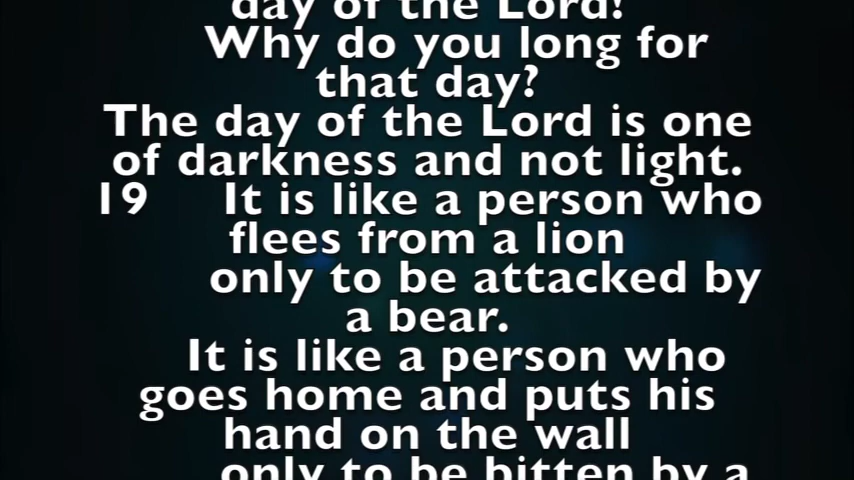 day of the Lord!
Why do you long for
that day?
The day of the Lord is one
of darkness and not light.
19 It is like a person who
flees from a lion
only to be attacked by
a bear.
It is like a person who
goes home and puts his
hand on the wall
only to be bitten by a